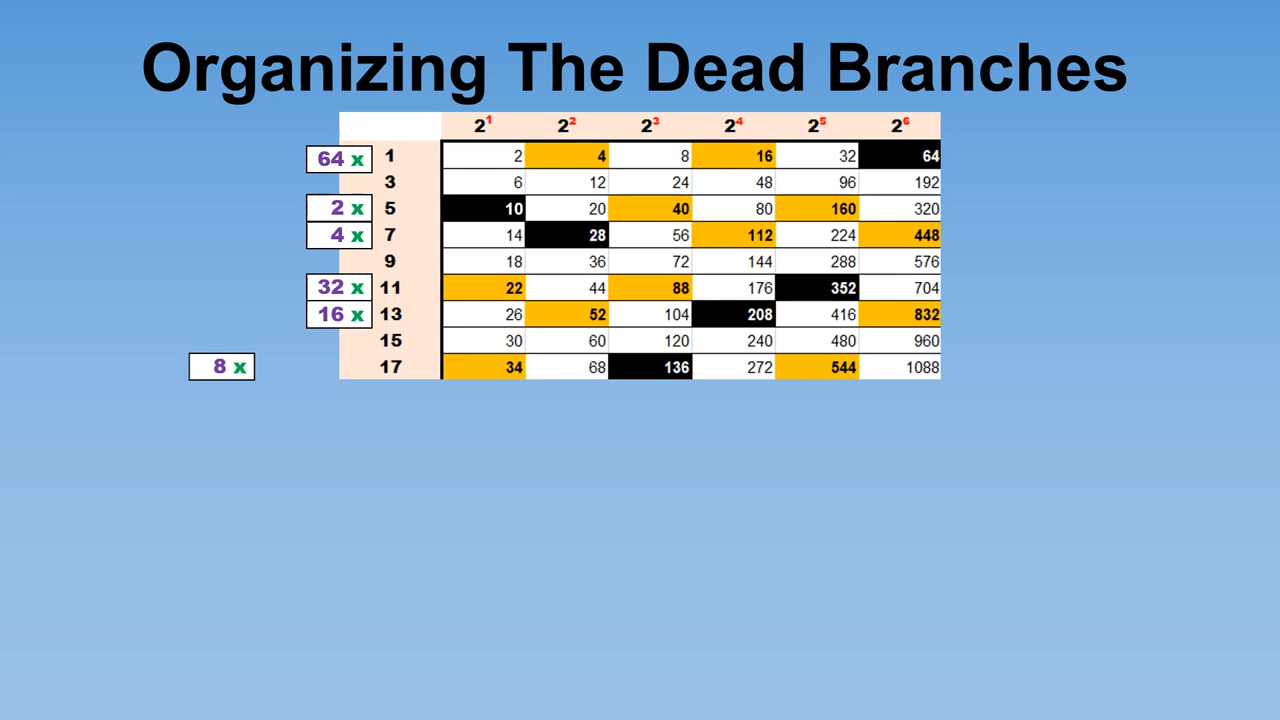 Organizing The Dead Branches
2¹ 2² 2³ 2⁴ 2⁵ 2⁶
64 x 1 2 4 8 16 32 64
3 6 12 24 48 96 192
2 x 5 10 20 40 80 160 320
4 x 7 14 28 56 112 224 448
9 18 36 72 144 288 576
32 x 11 22 44 88 176 352 704
16 x 13 26 52 104 208 416 832
15 30 60 120 240 480 960
8 x 17 34 68 136 272 544 1088